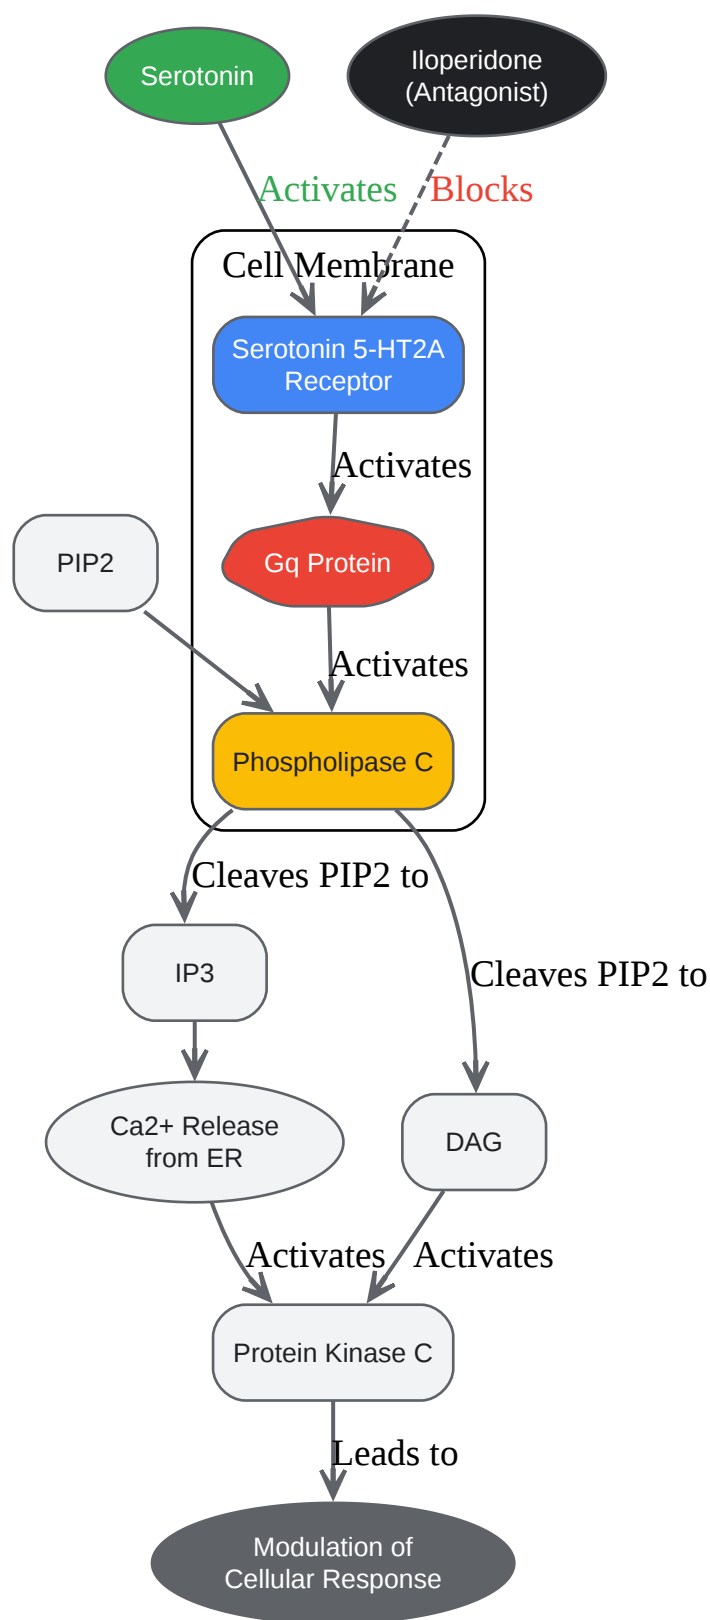 Serotonin
Iloperidone
(Antagonist)
Activates
Blocks
Cell Membrane
Serotonin 5-HT2A
Receptor
Activates
PIP2
Gq Protein
Activates
Phospholipase C
Cleaves PIP2 to
IP3
Cleaves PIP2 to
Ca2+ Release
from ER
DAG
Activates
Activates
Protein Kinase C
Leads to
Modulation of
Cellular Response